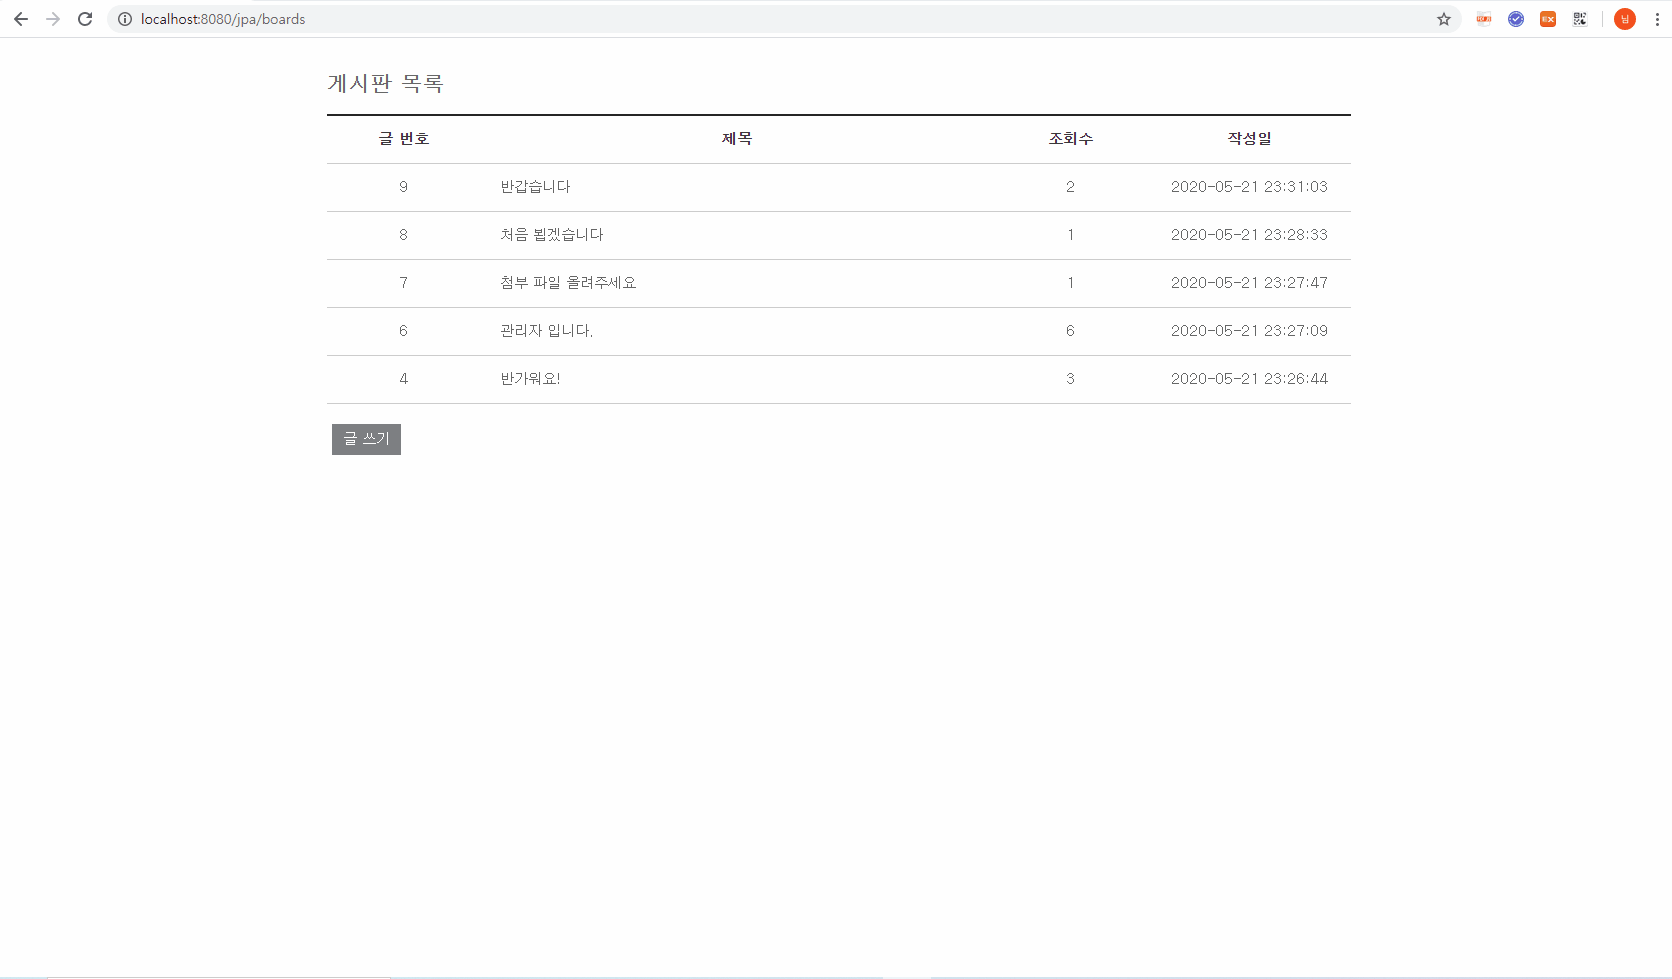 localhost:8080/jpa/boards
님
게시판 목록
글 번호 제목 조회수 작성일
9 반갑습니다 2 2020-05-21 23:31:03
8 처음 뵙겠습니다 1 2020-05-21 23:28:33
7 첨부 파일 올려주세요 1 2020-05-21 23:27:47
6 관리자 입니다. 6 2020-05-21 23:27:09
4 반가워요! 3 2020-05-21 23:26:44
글 쓰기